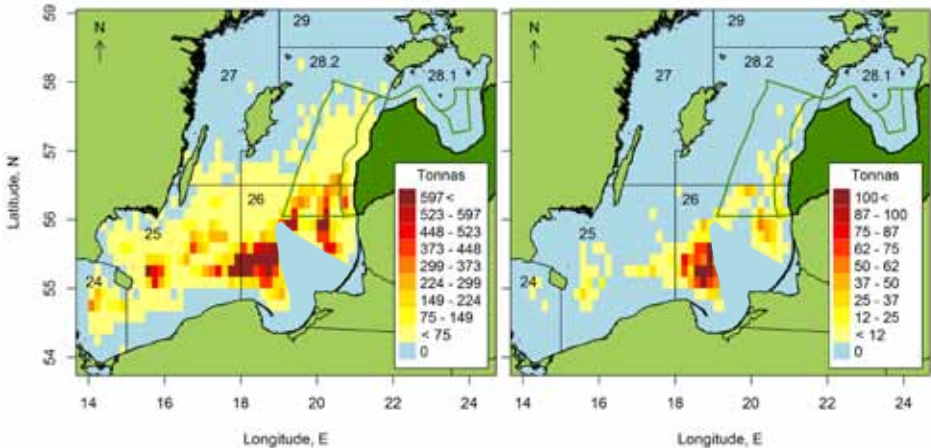 59
58
57
56
55
54
Latitude, N
N
29
28.2
28.1
27
26
25
24
Tonnas
597<
523 - 597
448 - 523
373 - 448
299 - 373
224 - 299
149 - 224
75 - 149
< 75
0
14 16 18 20 22 24
Longitude, E
N
29
28.2
28.1
27
26
25
24
Tonnas
100<
87 - 100
75 - 87
62 - 75
50 - 62
37 - 50
25 - 37
12 - 25
< 12
0
14 16 18 20 22 24
Longitude, E